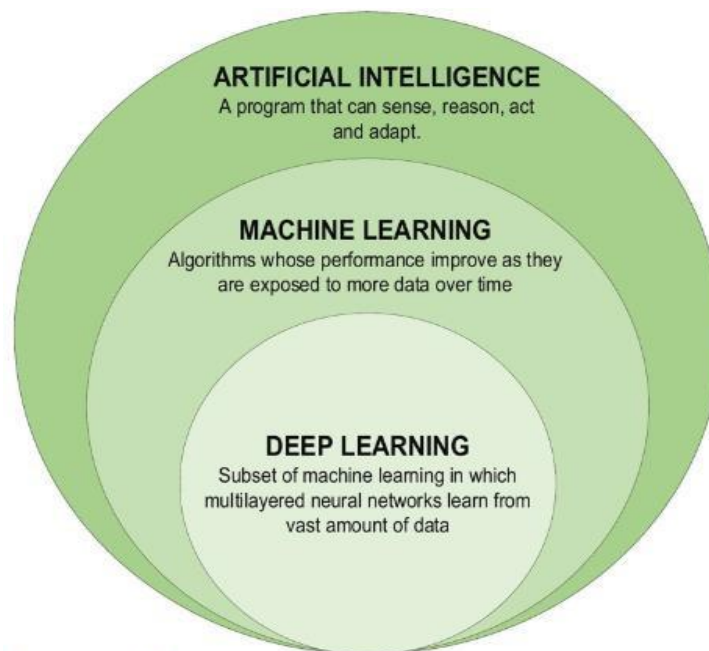 ARTIFICIAL INTELLIGENCE
A program that can sense, reason, act
and adapt.
MACHINE LEARNING
Algorithms whose performance improve as they
are exposed to more data over time
DEEP LEARNING
Subset of machine learning in which
multilayered neural networks learn from
vast amount of data